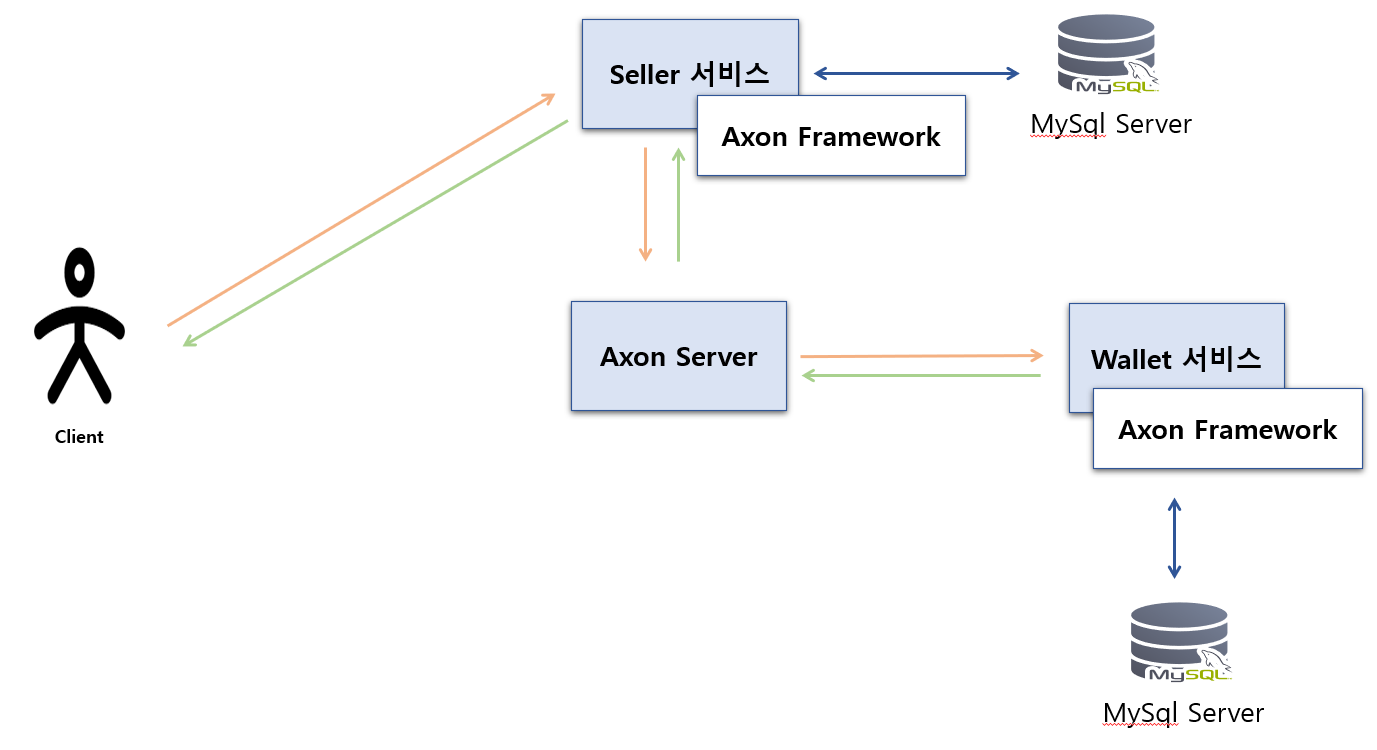 Seller 서비스
MySQL
MySql Server
Axon Framework
Axon Server
Wallet 서비스
Axon Framework
Client
MySQL
MySql Server